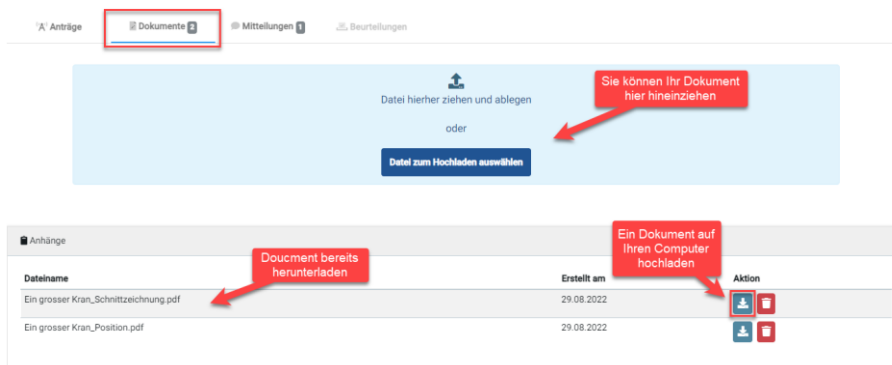 Anträge Dokumente 2 Mitteilungen 1 Beurteilungen
Datei hierher ziehen und ablegen
oder
Datei zum Hochladen auswählen
Sie können Ihr Dokument
hier hineinziehen
Anhänge
Doucment bereits
herunterladen
Ein Dokument auf
Ihren Computer
hochladen
Dateiname Erstellt am Aktion
Ein grosser Kran_Schnittzeichnung.pdf 29.08.2022
Ein grosser Kran_Position.pdf 29.08.2022